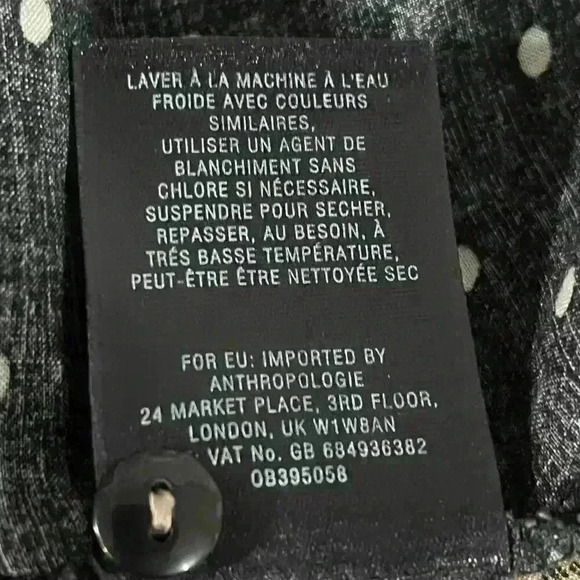 LAVER À LA MACHINE À L'EAU
FROIDE AVEC COULEURS
SIMILAIRES,
UTILISER UN AGENT DE
BLANCHIMENT SANS
CHLORE SI NÉCESSAIRE,
SUSPENDRE POUR SECHER,
REPASSER, AU BESOIN, À
TRÉS BASSE TEMPÉRATURE,
PEUT-ÊTRE ÊTRE NETTOYÉE SEC
FOR EU: IMPORTED BY
ANTHROPOLOGIE
24 MARKET PLACE, 3RD FLOOR,
LONDON, UK W1W8AN
VAT No. GB 684936382
OB395058